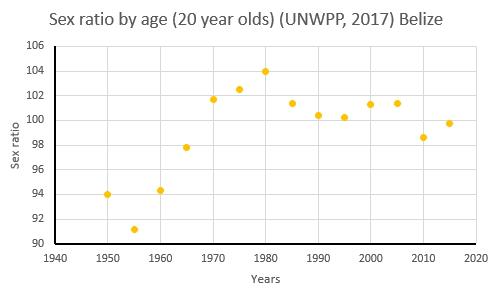 Sex ratio by age (20 year olds) (UNWPP, 2017) Belize
106
104
102
100
98
96
94
92
90
Sex ratio
1940 1950 1960 1970 1980 1990 2000 2010 2020
Years